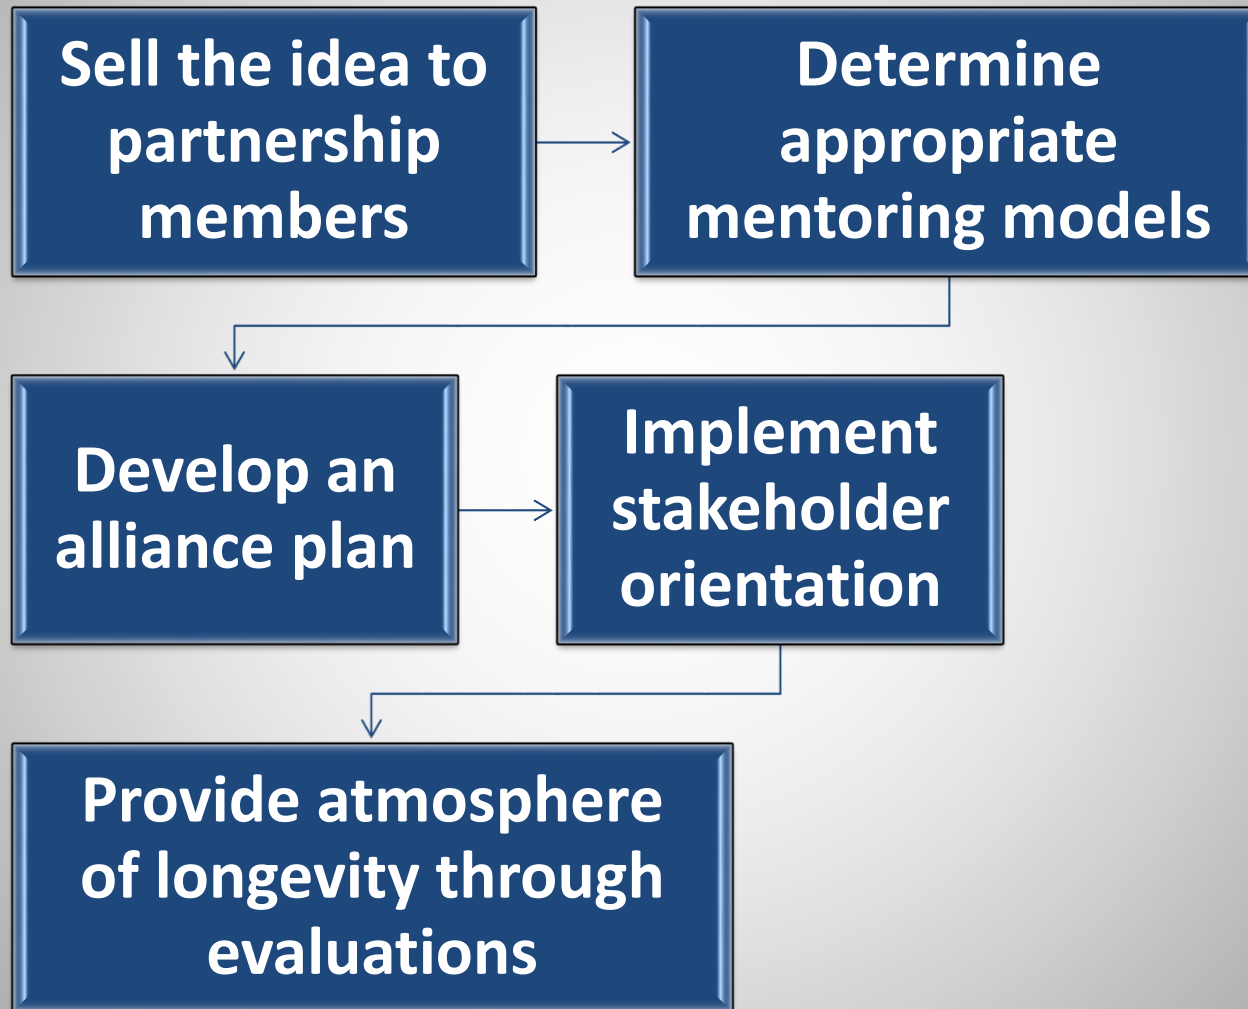 Sell the idea to
partnership
members
Determine
appropriate
mentoring models
Develop an
alliance plan
Implement
stakeholder
orientation
Provide atmosphere
of longevity through
evaluations